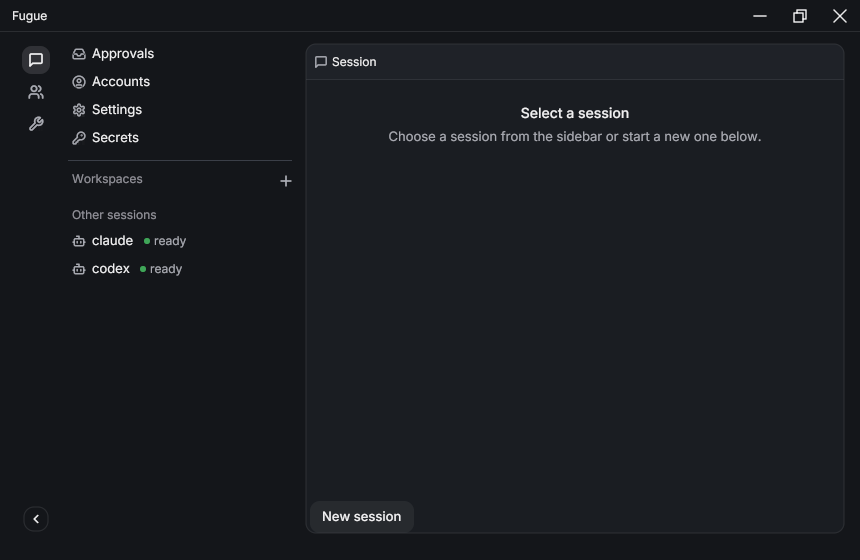 Fugue
Approvals
Accounts
Settings
Secrets
Workspaces
Other sessions
claude ready
codex ready
Session
Select a session
Choose a session from the sidebar or start a new one below.
New session